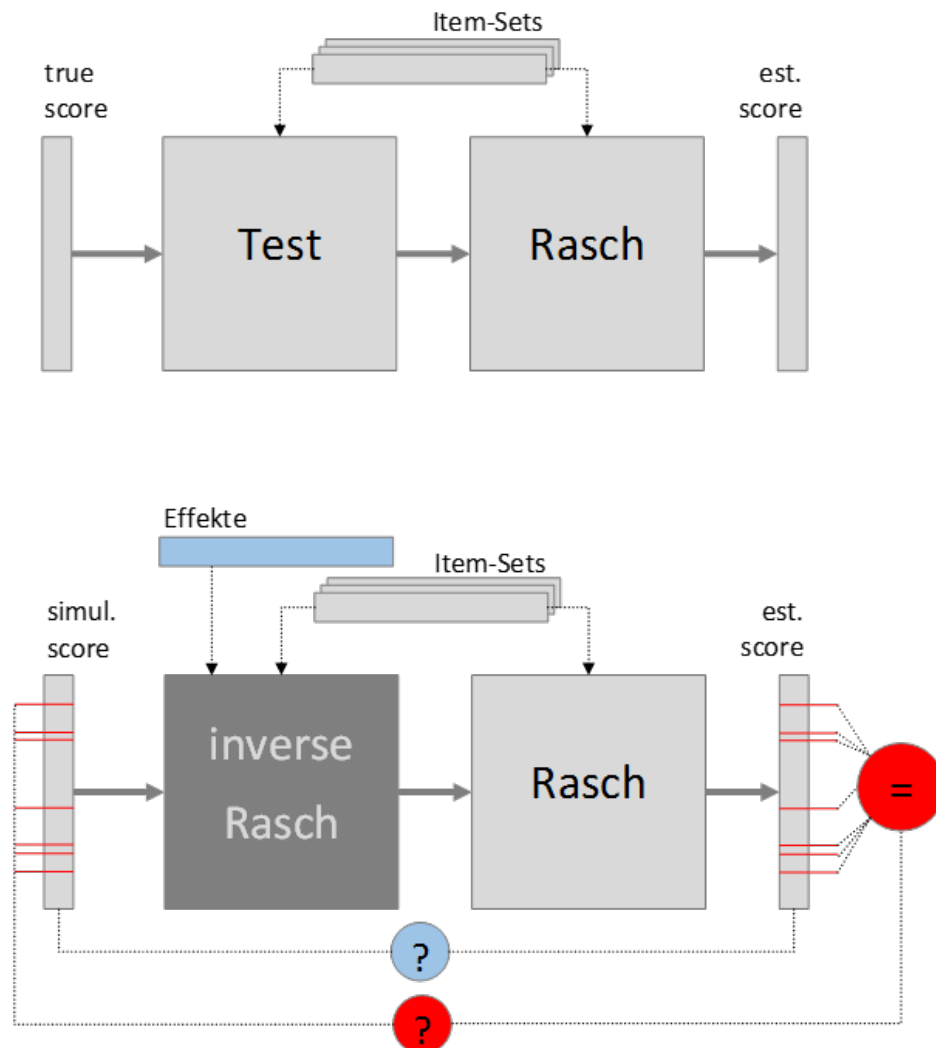 Item-Sets
true
score
est.
score
Test
Rasch
Effekte
Item-Sets
simul.
score
est.
score
inverse
Rasch
Rasch
=
?
?